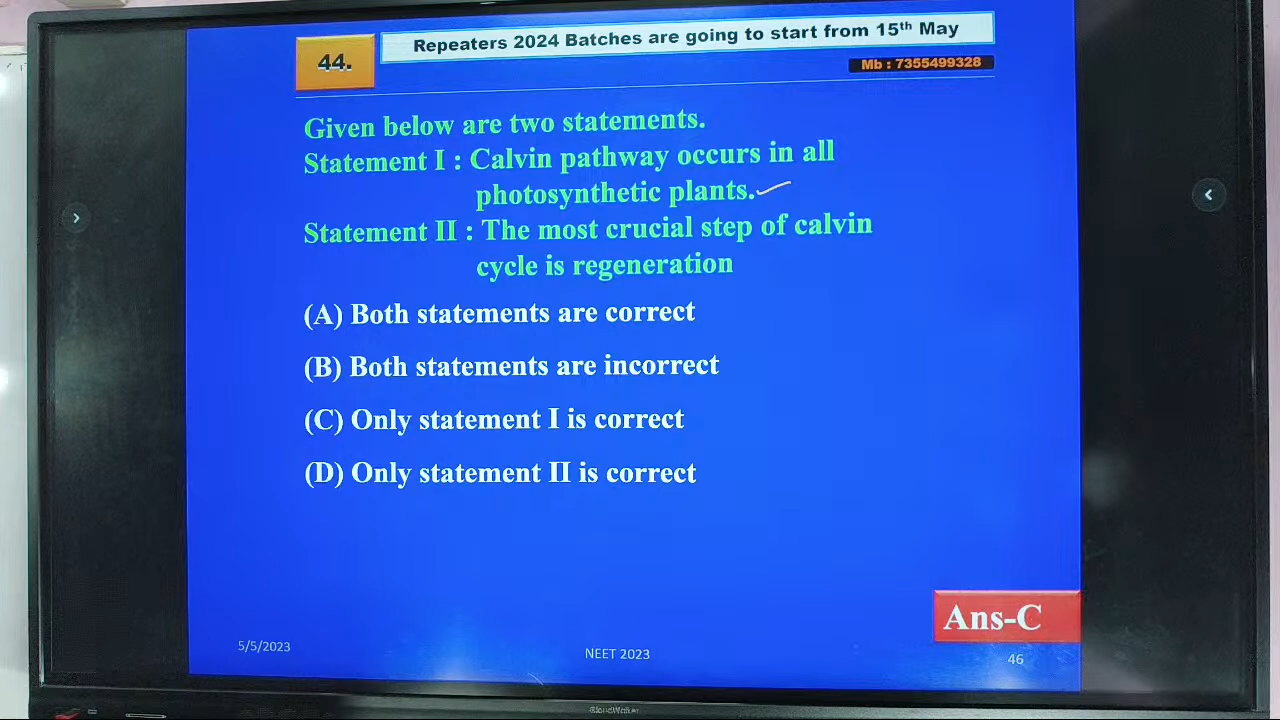 44.
Repeaters 2024 Batches are going to start from 15th May
Mb : 7355499328
Given below are two statements.
Statement I : Calvin pathway occurs in all
photosynthetic plants.
Statement II : The most crucial step of calvin
cycle is regeneration
(A) Both statements are correct
(B) Both statements are incorrect
(C) Only statement I is correct
(D) Only statement II is correct
Ans-C
5/5/2023
NEET 2023
46
CloudWalker